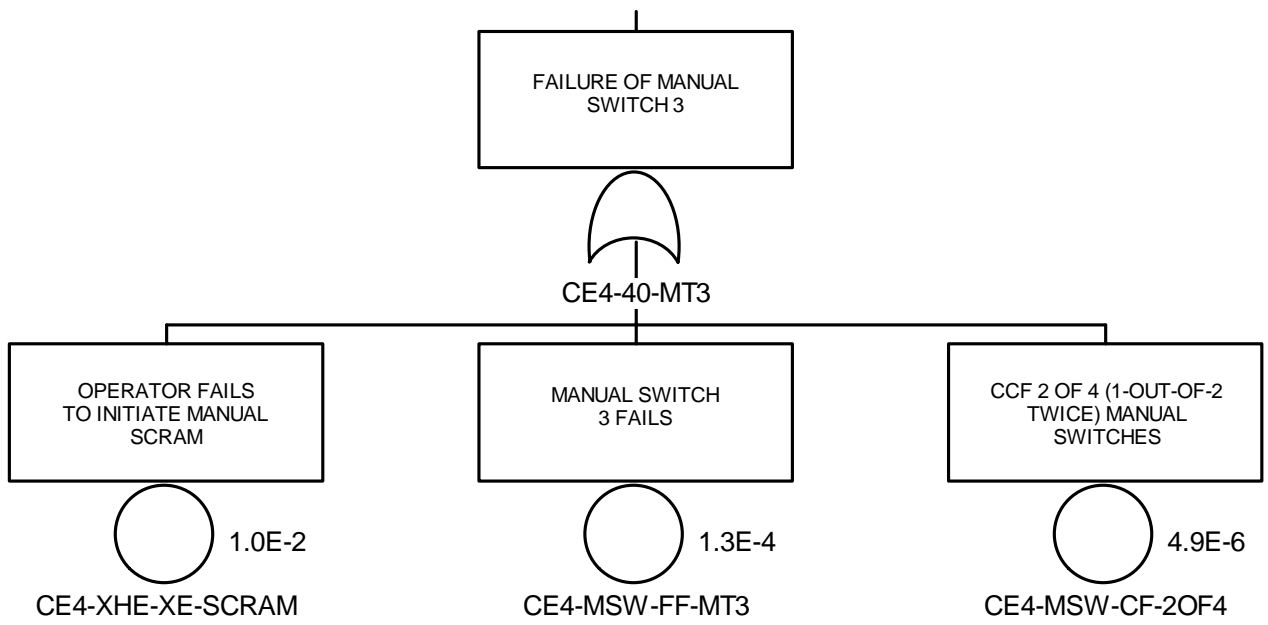 FAILURE OF MANUAL
SWITCH 3
CE4-40-MT3
OPERATOR FAILS
TO INITIATE MANUAL
SCRAM
1.0E-2
CE4-XHE-XE-SCRAM
MANUAL SWITCH
3 FAILS
1.3E-4
CE4-MSW-FF-MT3
CCF 2 OF 4 (1-OUT-OF-2
TWICE) MANUAL
SWITCHES
4.9E-6
CE4-MSW-CF-2OF4